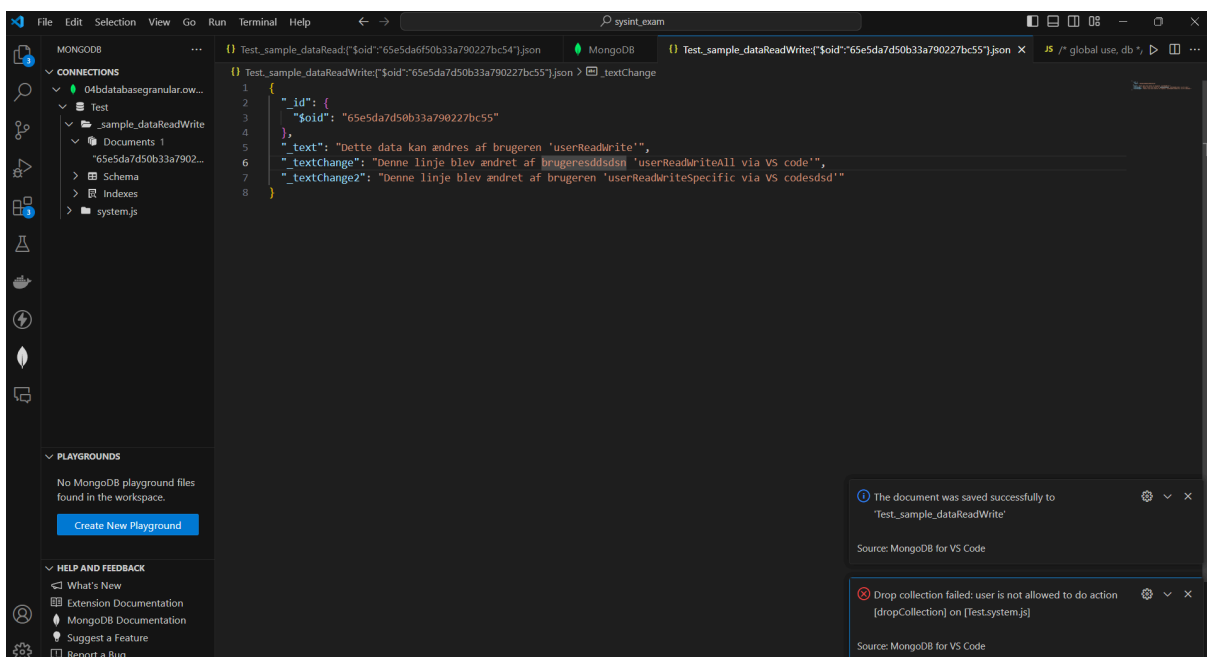 File Edit Selection View Go Run Terminal Help
sysint_exam
MONGODB
CONNECTIONS
04bdatabasegranular.ow...
Test
_sample_dataReadWrite
Documents 1
"65e5da7d50b33a7902...
Schema
Indexes
system.js
PLAYGROUNDS
No MongoDB playground files
found in the workspace.
Create New Playground
HELP AND FEEDBACK
What's New
Extension Documentation
MongoDB Documentation
Suggest a Feature
Report a Bug
{} Test._sample_dataRead:{"$oid":"65e5da6f50b33a790227bc54"}.json MongoDB {} Test._sample_dataReadWrite:{"$oid":"65e5da7d50b33a790227bc55"}.json JS /* global use, db */
{} Test._sample_dataReadWrite:{"$oid":"65e5da7d50b33a790227bc55"}.json > _textChange
1 {
2 "_id": {
3 "$oid": "65e5da7d50b33a790227bc55"
4 },
5 "_text": "Dette data kan ændres af brugeren 'userReadWrite'",
6 "_textChange": "Denne linje blev ændret af brugeresddsdsn 'userReadWriteAll via VS code'",
7 "_textChange2": "Denne linje blev ændret af brugeren 'userReadWriteSpecific via VS codesdsd'"
8 }
The document was saved successfully to
'Test._sample_dataReadWrite'
Source: MongoDB for VS Code
Drop collection failed: user is not allowed to do action
[dropCollection] on [Test.system.js]
Source: MongoDB for VS Code
3
3